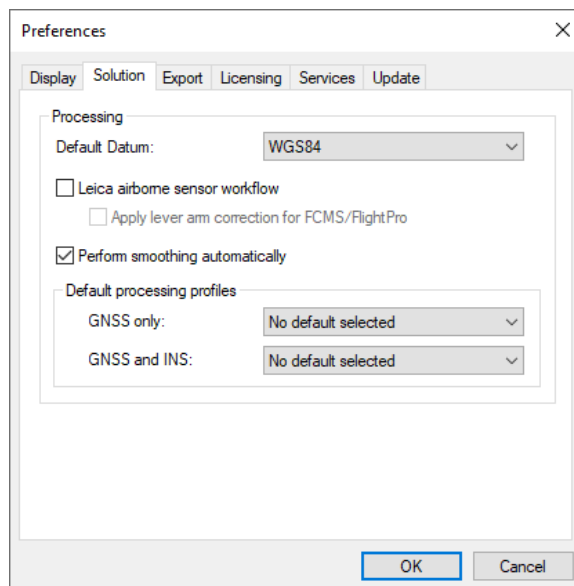 Preferences
Display Solution Export Licensing Services Update
Processing
Default Datum: WGS84
Leica airborne sensor workflow
Apply lever arm correction for FCMS/FlightPro
Perform smoothing automatically
Default processing profiles
GNSS only: No default selected
GNSS and INS: No default selected
OK Cancel